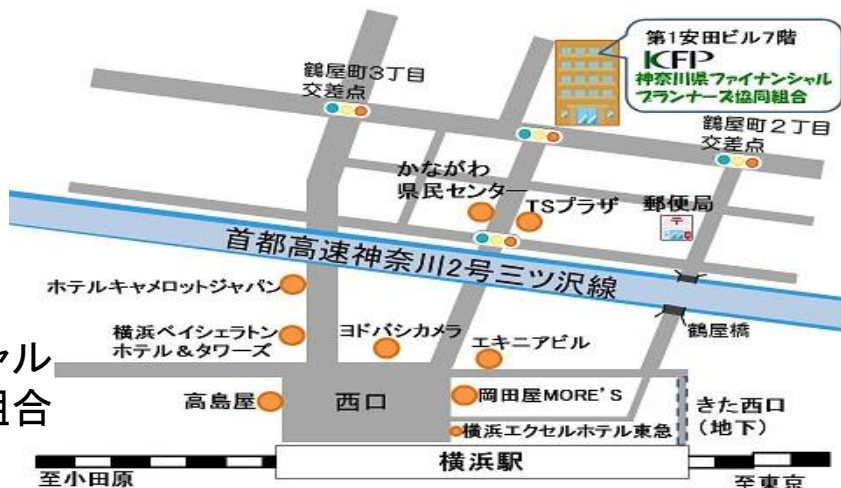 第1安田ビル7階
KFP
神奈川県ファイナンシャル
プランナーズ協同組合
鶴屋町3丁目
交差点
鶴屋町2丁目
交差点
かながわ
県民センター
TSプラザ
郵便局
〒
首都高速神奈川2号三ツ沢線
ホテルキャメロットジャパン
鶴屋橋
横浜ベイシェラトン
ホテル&タワーズ
ヨドバシカメラ
エキニアビル
ャル
組合
高島屋
西口
岡田屋MORE'S
きた西口
(地下)
横浜エクセルホテル東急
横浜駅
至小田原
至東京